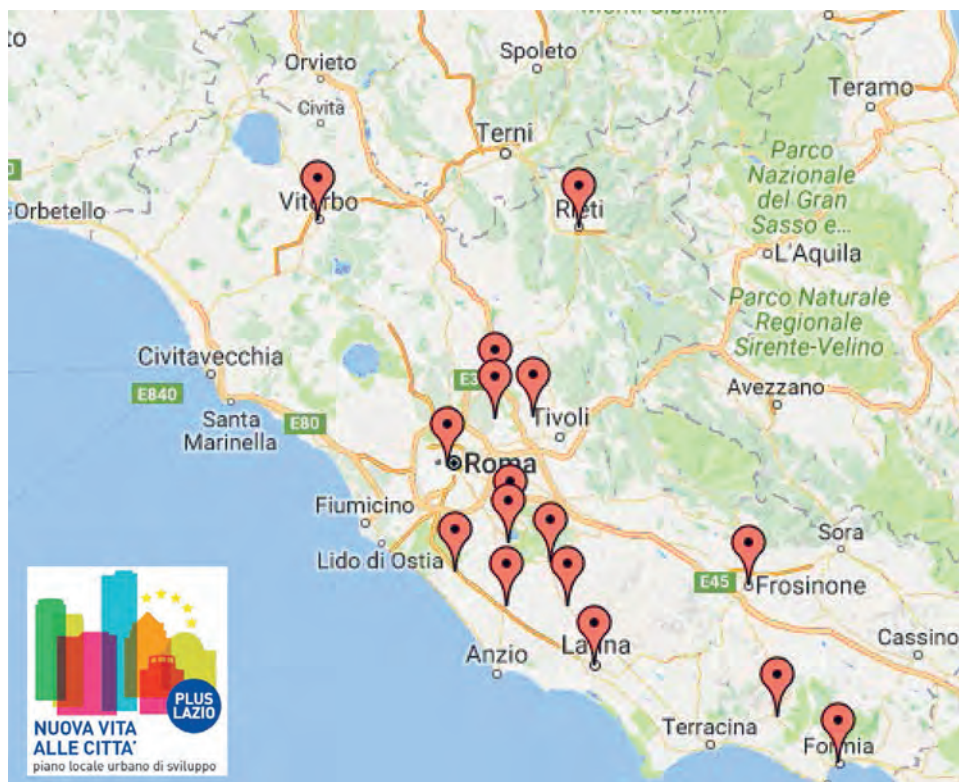 to
Orvieto
Civita
Spoleto
Teramo
Terni
Parco
Nazionale
del Gran
Sasso e...
Viterbo
Rieti
Orbetello
L'Aquila
Parco Naturale
Regionale
Sirente-Velino
Civitavecchia
E840
Santa
Marinella
E80
Tivoli
Avezzano
Roma
Fiumicino
Lido di Ostia
Sora
E45
Frosinone
Cassino
Anzio
Latina
Terracina
Formia
PLUS
LAZIO
NUOVA VITA
ALLE CITTA'
piano locale urbano di sviluppo